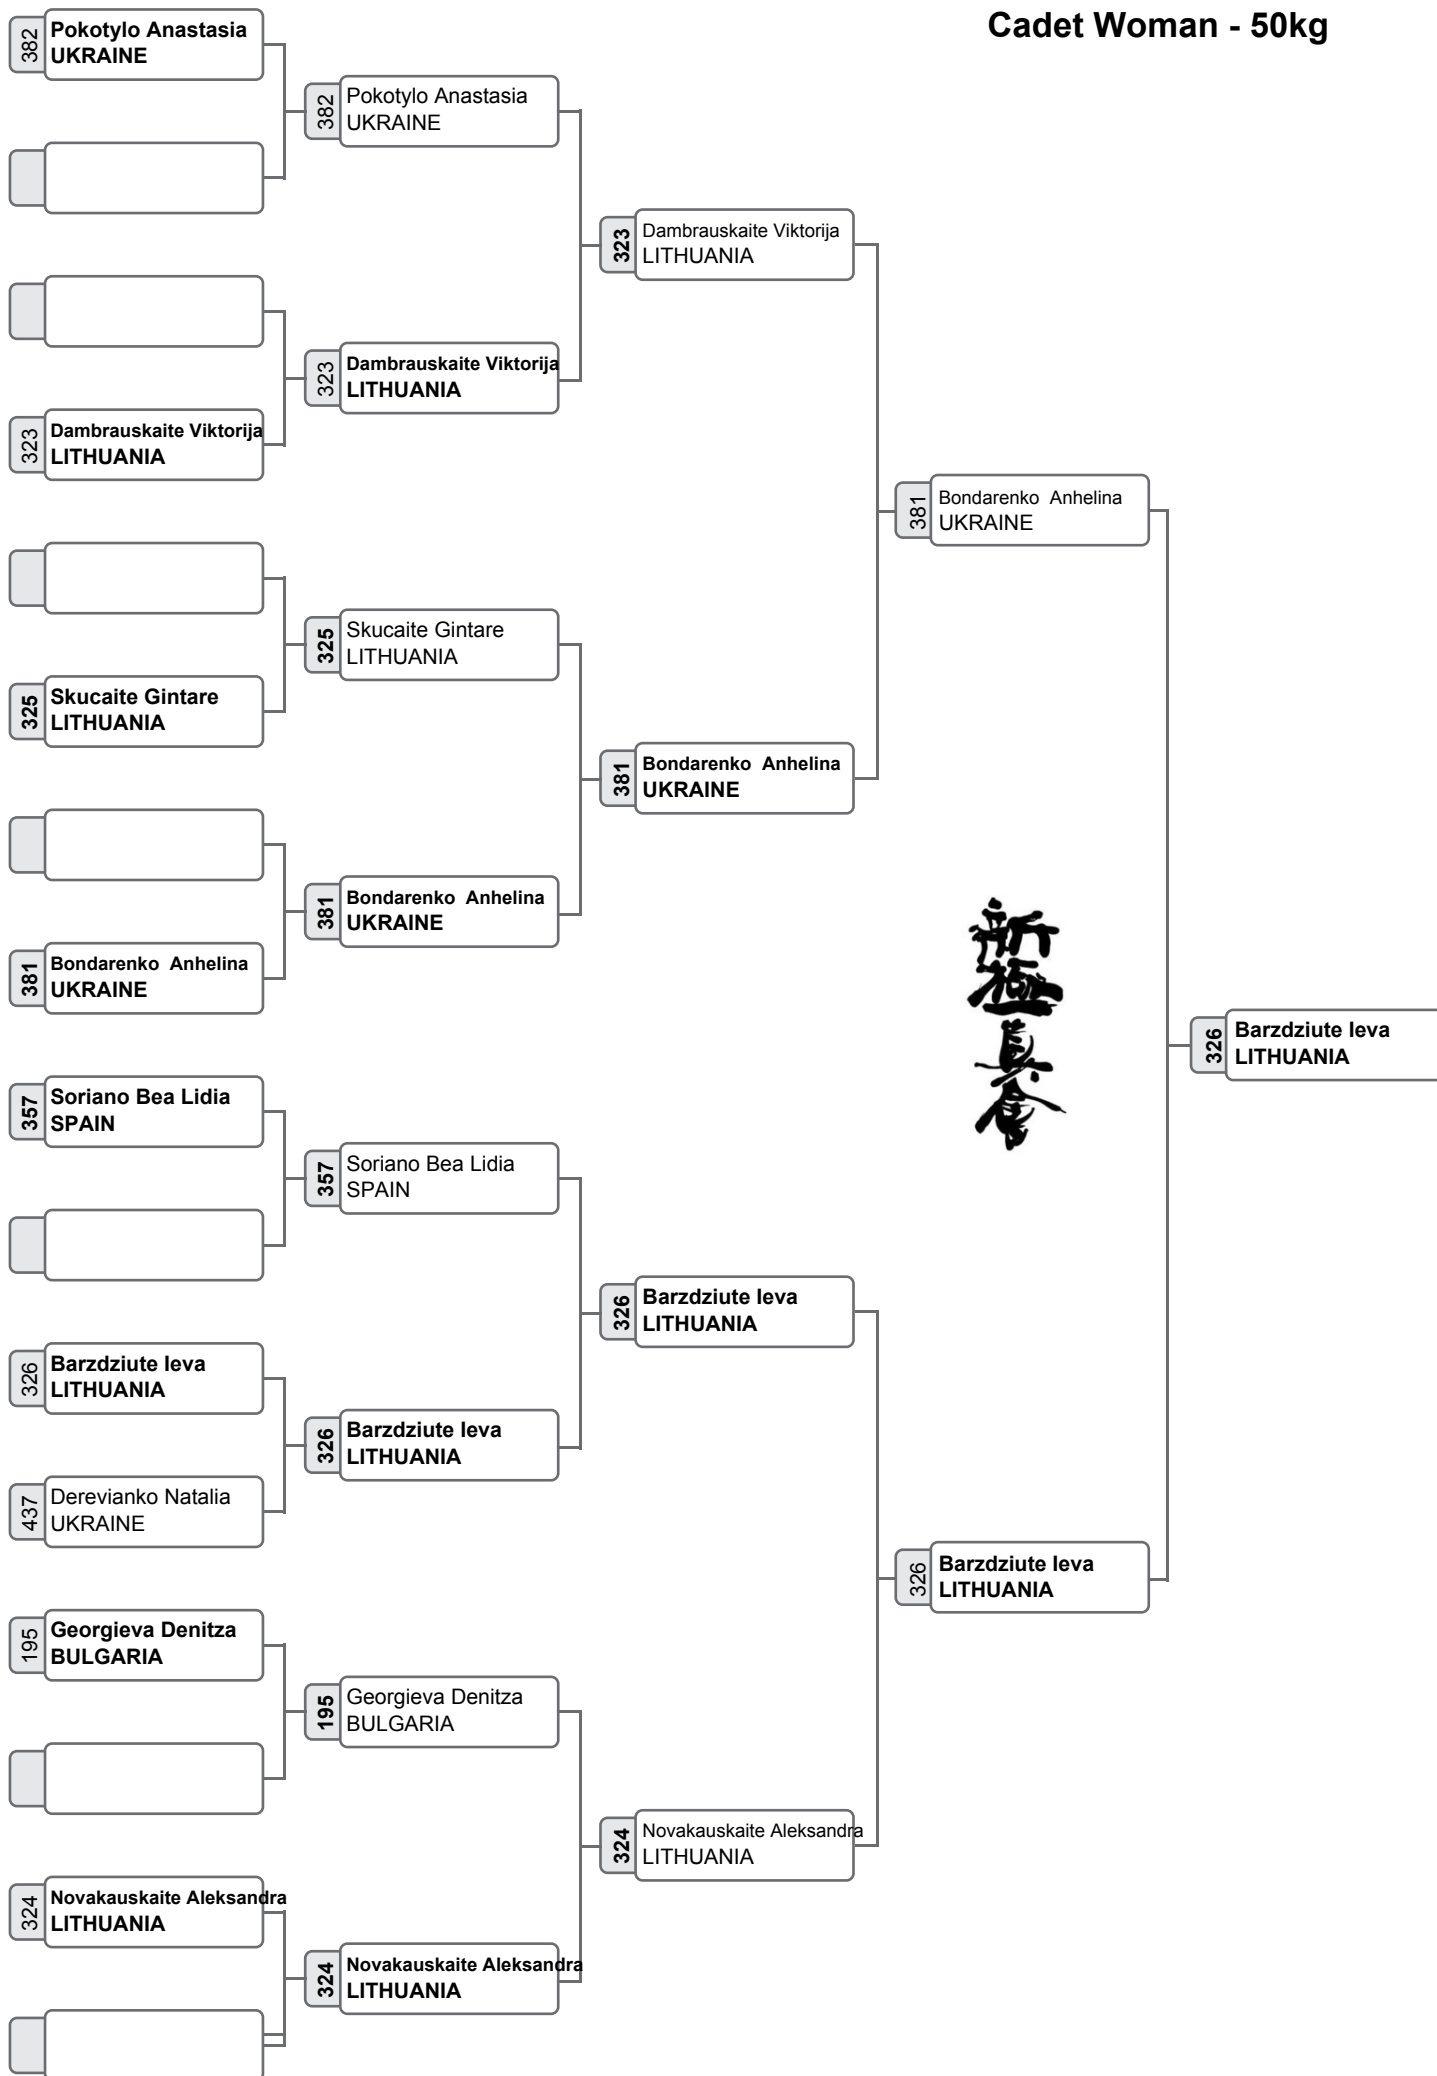 Cadet Woman - 50kg
382
Pokotylo Anastasia
UKRAINE
323
Dambrauskaite Viktorija
LITHUANIA
325
Skucaite Gintare
LITHUANIA
381
Bondarenko Anhelina
UKRAINE
357
Soriano Bea Lidia
SPAIN
326
Barzdziute Ieva
LITHUANIA
437
Derevianko Natalia
UKRAINE
195
Georgieva Denitza
BULGARIA
324
Novakauskaite Aleksandra
LITHUANIA
382
Pokotylo Anastasia
UKRAINE
323
Dambrauskaite Viktorija
LITHUANIA
325
Skucaite Gintare
LITHUANIA
381
Bondarenko Anhelina
UKRAINE
357
Soriano Bea Lidia
SPAIN
326
Barzdziute Ieva
LITHUANIA
195
Georgieva Denitza
BULGARIA
324
Novakauskaite Aleksandra
LITHUANIA
323
Dambrauskaite Viktorija
LITHUANIA
381
Bondarenko Anhelina
UKRAINE
326
Barzdziute Ieva
LITHUANIA
324
Novakauskaite Aleksandra
LITHUANIA
381
Bondarenko Anhelina
UKRAINE
326
Barzdziute Ieva
LITHUANIA
新極真会
326
Barzdziute Ieva
LITHUANIA